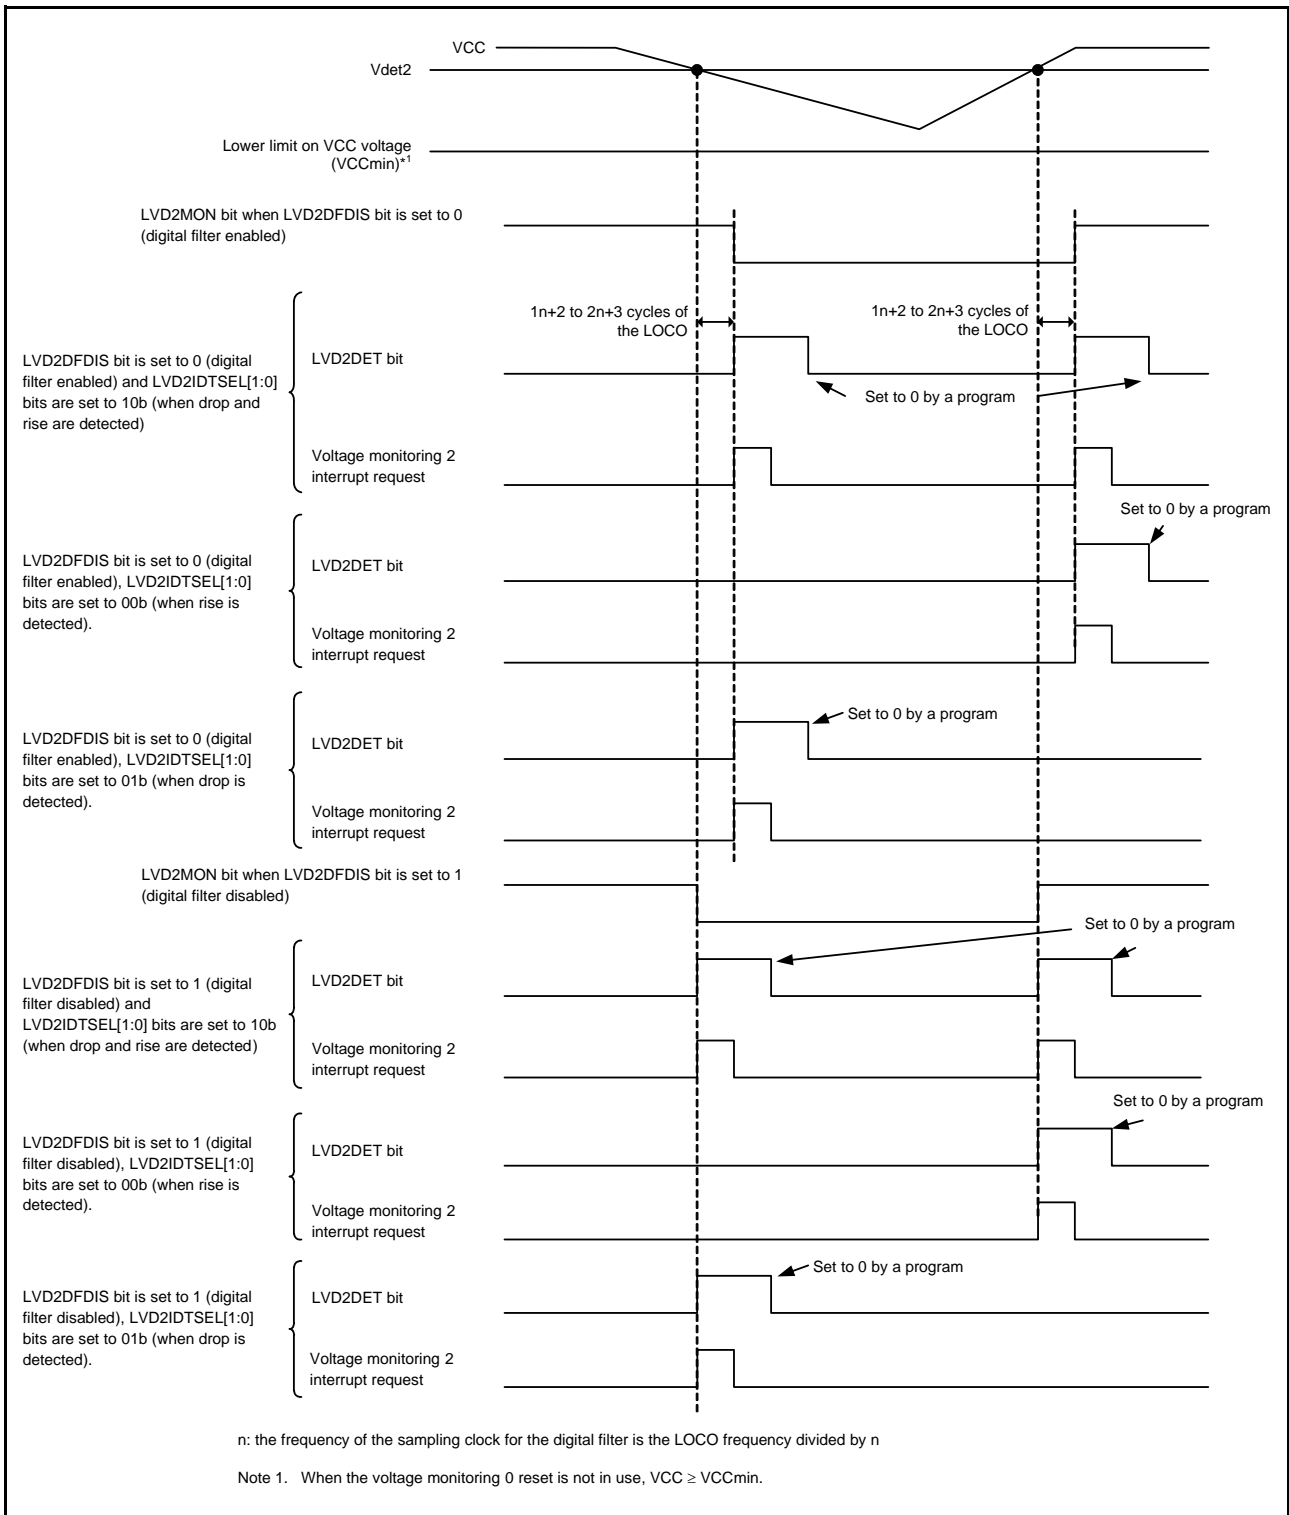 VCC
Vdet2
Lower limit on VCC voltage
(VCCmin)*1
LVD2MON bit when LVD2DFDIS bit is set to 0
(digital filter enabled)
1n+2 to 2n+3 cycles of
the LOCO
1n+2 to 2n+3 cycles of
the LOCO
LVD2DFDIS bit is set to 0 (digital
filter enabled) and LVD2IDTSEL[1:0]
bits are set to 10b (when drop and
rise are detected)
LVD2DET bit
Set to 0 by a program
Voltage monitoring 2
interrupt request
Set to 0 by a program
LVD2DFDIS bit is set to 0 (digital
filter enabled), LVD2IDTSEL[1:0]
bits are set to 00b (when rise is
detected).
LVD2DET bit
Voltage monitoring 2
interrupt request
Set to 0 by a program
LVD2DFDIS bit is set to 0 (digital
filter enabled), LVD2IDTSEL[1:0]
bits are set to 01b (when drop is
detected).
LVD2DET bit
Voltage monitoring 2
interrupt request
LVD2MON bit when LVD2DFDIS bit is set to 1
(digital filter disabled)
Set to 0 by a program
LVD2DFDIS bit is set to 1 (digital
filter disabled) and
LVD2IDTSEL[1:0] bits are set to 10b
(when drop and rise are detected)
LVD2DET bit
Voltage monitoring 2
interrupt request
Set to 0 by a program
LVD2DFDIS bit is set to 1 (digital
filter disabled), LVD2IDTSEL[1:0]
bits are set to 00b (when rise is
detected).
LVD2DET bit
Voltage monitoring 2
interrupt request
Set to 0 by a program
LVD2DFDIS bit is set to 1 (digital
filter disabled), LVD2IDTSEL[1:0]
bits are set to 01b (when drop is
detected).
LVD2DET bit
Voltage monitoring 2
interrupt request
n: the frequency of the sampling clock for the digital filter is the LOCO frequency divided by n
Note 1. When the voltage monitoring 0 reset is not in use, VCC ≥ VCCmin.